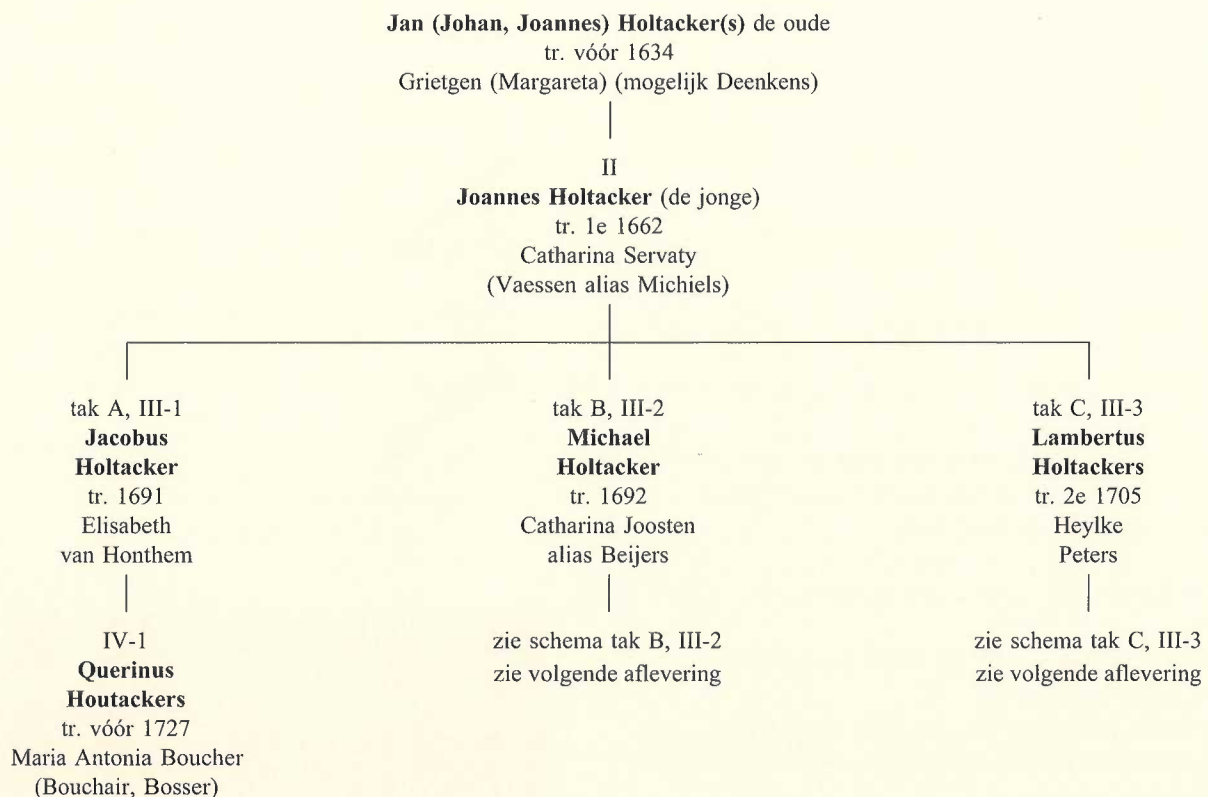 Jan (Johan, Joannes) Holtacker(s) de oude
tr. vóór 1634
Grietgen (Margareta) (mogelijk Deenkens)
II
Joannes Holtacker (de jonge)
tr. 1e 1662
Catharina Servaty
(Vaessen alias Michiels)
tak A, III-1
Jacobus
Holtacker
tr. 1691
Elisabeth
van Honthem
IV-1
Querinus
Houtackers
tr. vóór 1727
Maria Antonia Boucher
(Bouchair, Bosser)
tak B, III-2
Michael
Holtacker
tr. 1692
Catharina Joosten
alias Beijers
zie schema tak B, III-2
zie volgende aflevering
tak C, III-3
Lambertus
Holtackers
tr. 2e 1705
Heylke
Peters
zie schema tak C, III-3
zie volgende aflevering